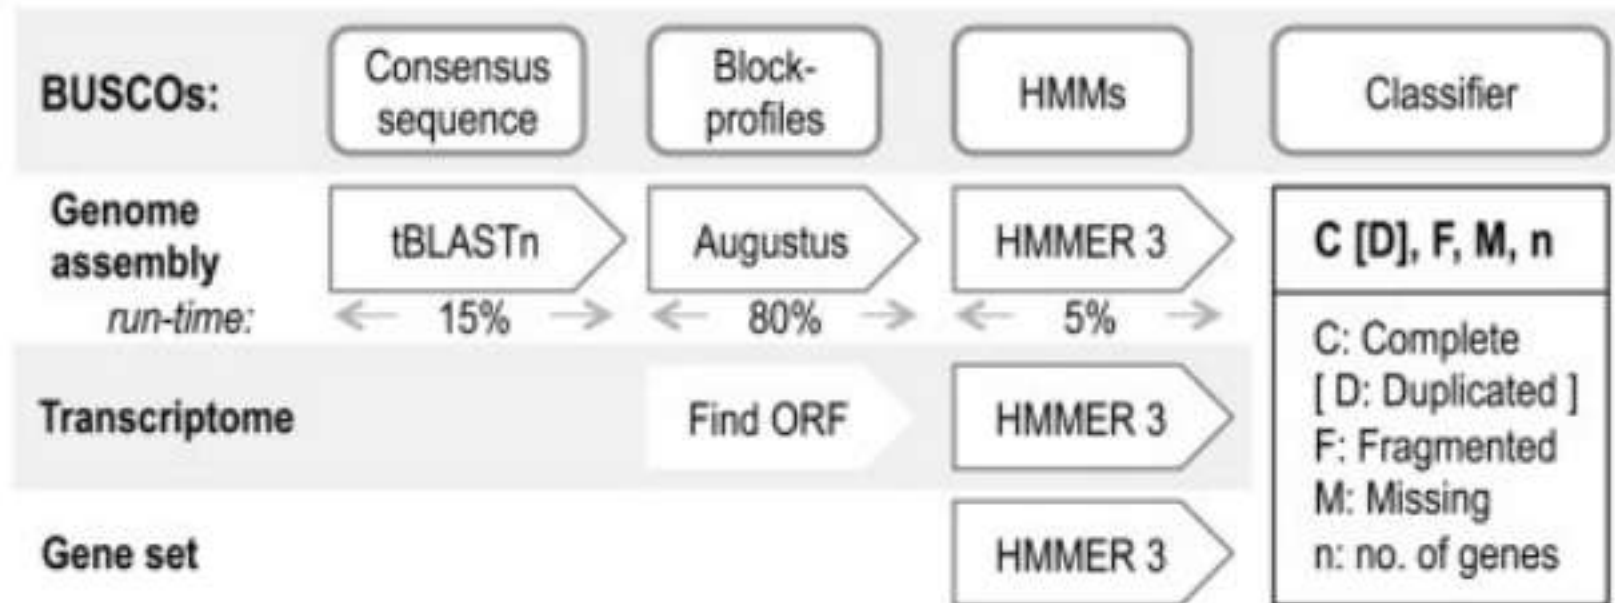 BUSCOs:
Consensus
sequence
Block-
profiles
HMMs
Classifier
Genome
assembly
tBLASTn
Augustus
HMMER 3
C [D], F, M, n
run-time:
15%
80%
5%
C: Complete
[ D: Duplicated ]
F: Fragmented
M: Missing
n: no. of genes
Transcriptome
Find ORF
HMMER 3
Gene set
HMMER 3